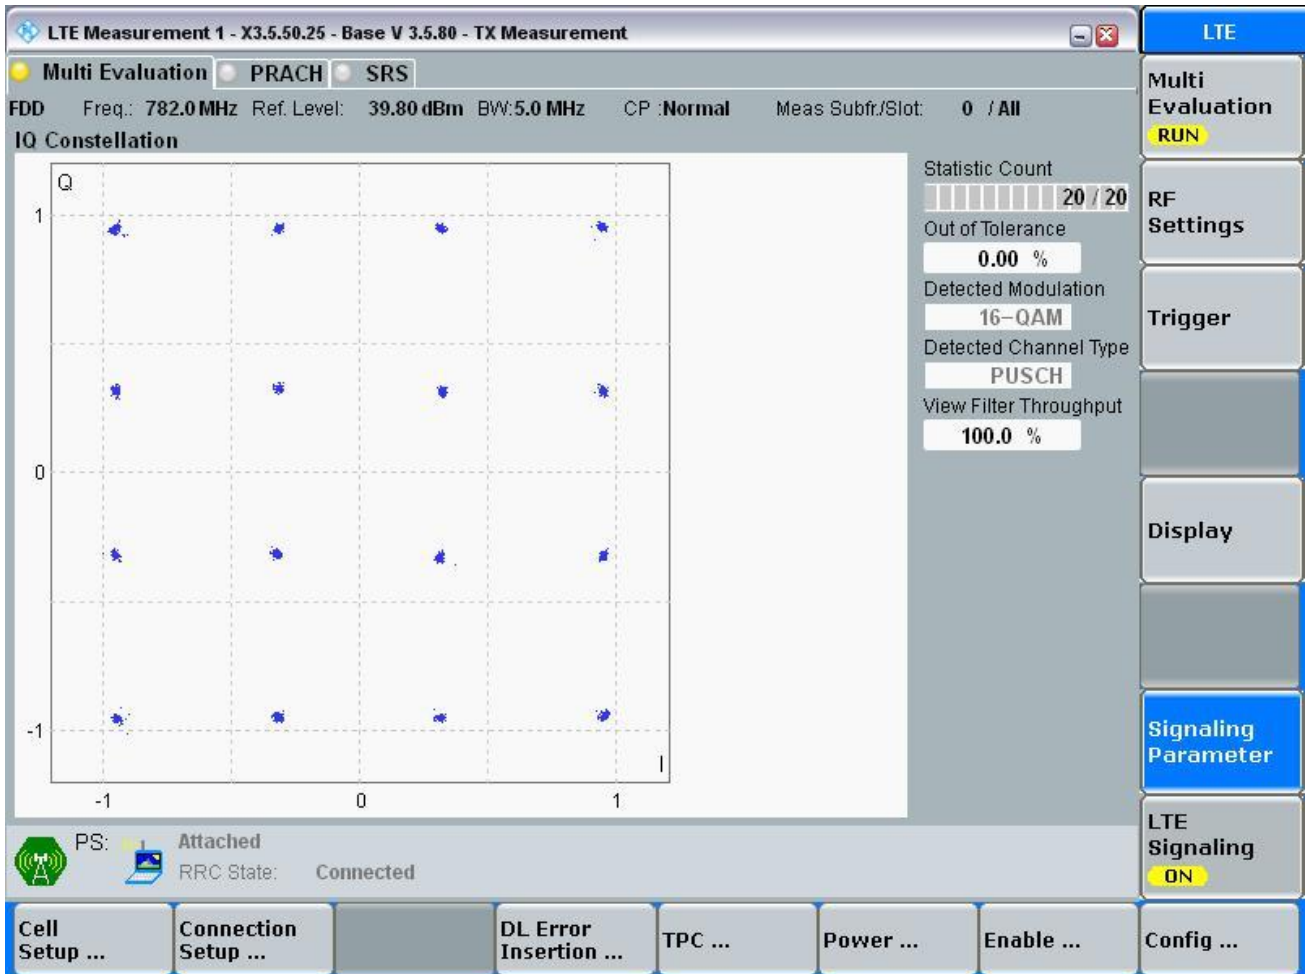 LTE Measurement 1 - X3.5.50.25 - Base V 3.5.80 - TX Measurement
LTE
Multi Evaluation PRACH SRS
FDD Freq.: 782.0 MHz Ref. Level: 39.80 dBm BW:5.0 MHz CP :Normal Meas Subfr./Slot: 0 / All
IQ Constellation
Q
1
0
-1
I
-1 0 1
Statistic Count
20 / 20
Out of Tolerance
0.00 %
Detected Modulation
16-QAM
Detected Channel Type
PUSCH
View Filter Throughput
100.0 %
Multi
Evaluation
RUN
RF
Settings
Trigger
Display
Signaling
Parameter
LTE
Signaling
ON
PS: Attached
RRC State: Connected
Cell
Setup ...
Connection
Setup ...
DL Error
Insertion ...
TPC ...
Power ...
Enable ...
Config ...